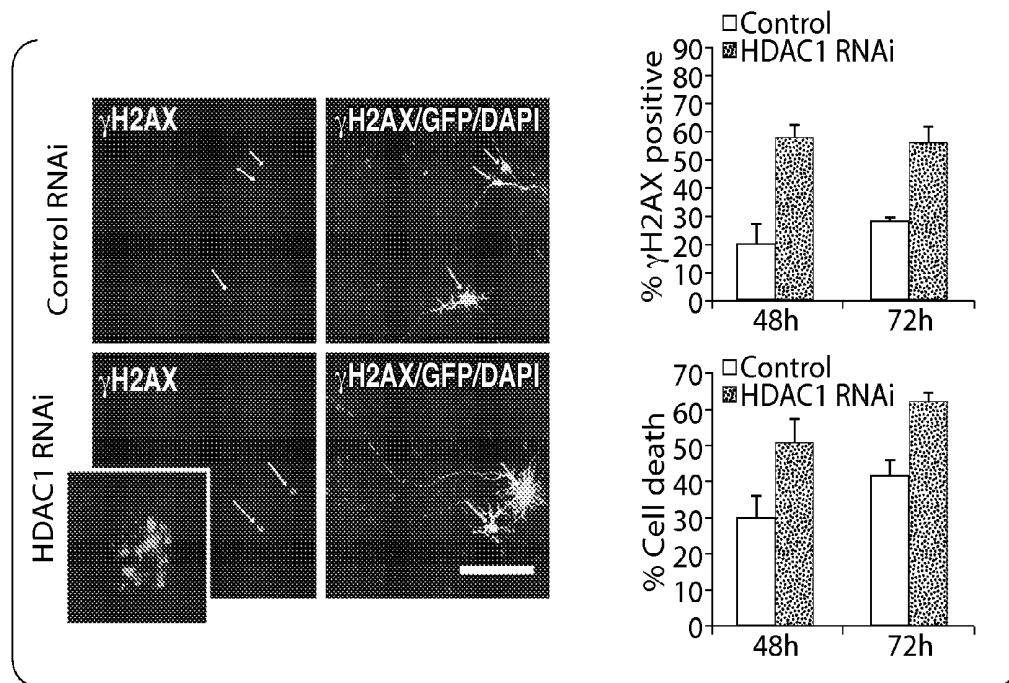 Control RNAi
γH2AX
γH2AX/GFP/DAPI
HDAC1 RNAi
γH2AX
γH2AX/GFP/DAPI
Control
HDAC1 RNAi
% γH2AX positive
90
80
70
60
50
40
30
20
10
0
48h
72h
Control
HDAC1 RNAi
% Cell death
70
60
50
40
30
20
10
0
48h
72h